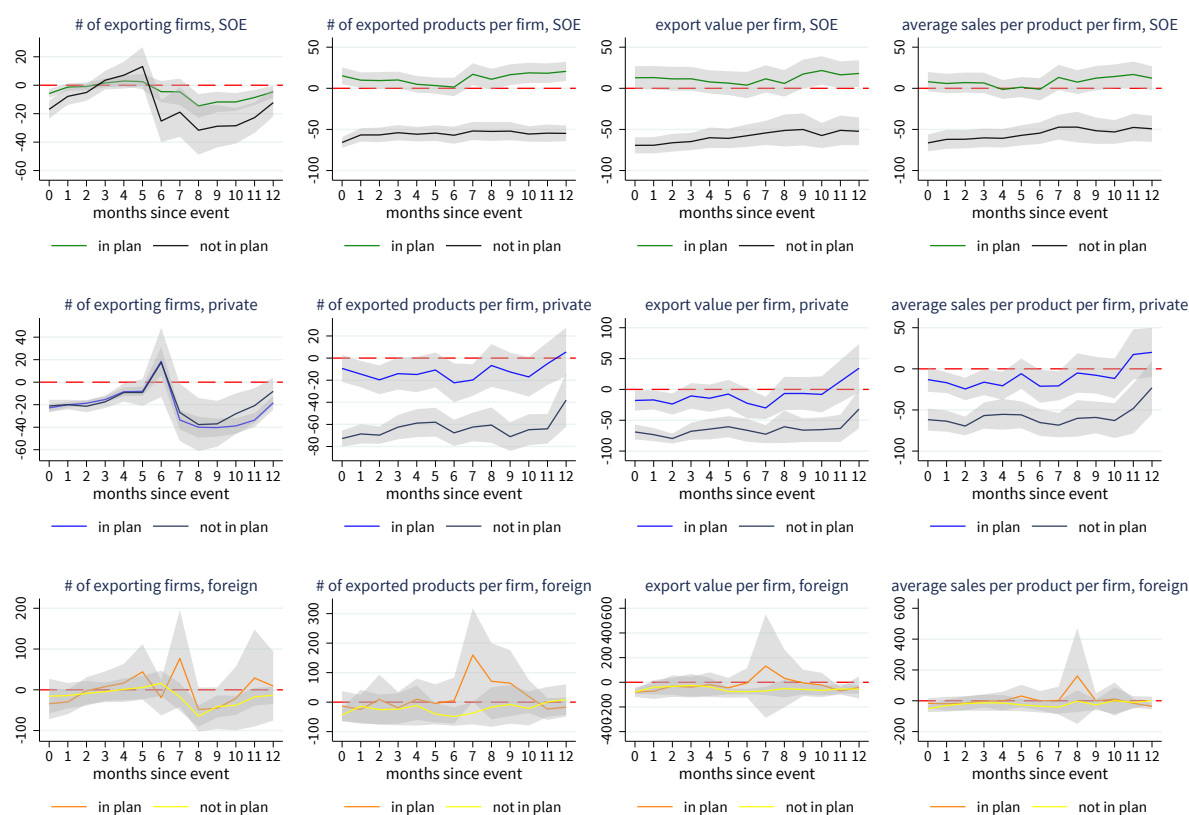 # of exporting firms, SOE
20
0
-20
-40
-60
0 1 2 3 4 5 6 7 8 9 10 11 12
months since event
in plan not in plan
# of exported products per firm, SOE
50
0
-50
-100
0 1 2 3 4 5 6 7 8 9 10 11 12
months since event
in plan not in plan
export value per firm, SOE
50
0
-50
-100
0 1 2 3 4 5 6 7 8 9 10 11 12
months since event
in plan not in plan
average sales per product per firm, SOE
50
0
-50
-100
0 1 2 3 4 5 6 7 8 9 10 11 12
months since event
in plan not in plan
# of exporting firms, private
40
20
0
-20
-40
-60
0 1 2 3 4 5 6 7 8 9 10 11 12
months since event
in plan not in plan
# of exported products per firm, private
20
0
-20
-40
-60
-80
0 1 2 3 4 5 6 7 8 9 10 11 12
months since event
in plan not in plan
export value per firm, private
100
50
0
-50
-100
0 1 2 3 4 5 6 7 8 9 10 11 12
months since event
in plan not in plan
average sales per product per firm, private
50
0
-50
-100
0 1 2 3 4 5 6 7 8 9 10 11 12
months since event
in plan not in plan
# of exporting firms, foreign
200
100
0
-100
0 1 2 3 4 5 6 7 8 9 10 11 12
months since event
in plan not in plan
# of exported products per firm, foreign
300
200
100
0
-100
0 1 2 3 4 5 6 7 8 9 10 11 12
months since event
in plan not in plan
export value per firm, foreign
600
400
200
0
-200
-400
0 1 2 3 4 5 6 7 8 9 10 11 12
months since event
in plan not in plan
average sales per product per firm, foreign
600
400
200
0
-200
0 1 2 3 4 5 6 7 8 9 10 11 12
months since event
in plan not in plan